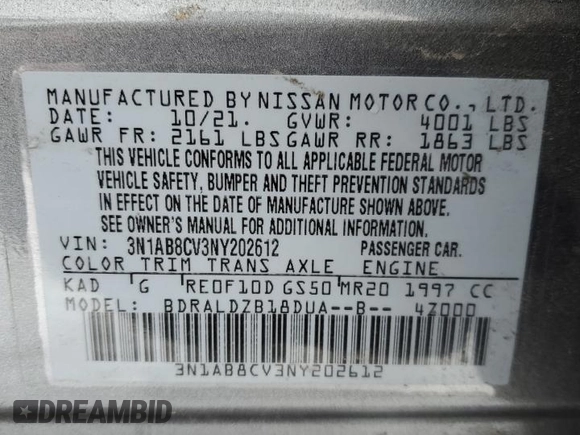 MANUFACTURED BY NISSAN MOTOR CO., LTD.
DATE: 10/21. GVWR: 4001 LBS
GAWR FR: 2161 LBS GAWR RR: 1863 LBS
THIS VEHICLE CONFORMS TO ALL APPLICABLE FEDERAL MOTOR
VEHICLE SAFETY, BUMPER AND THEFT PREVENTION STANDARDS
IN EFFECT ON THE DATE OF MANUFACTURE SHOWN ABOVE.
SEE OWNER'S MANUAL FOR ADDITIONAL INFORMATION.
VIN: 3N1AB8CV3NY202612 PASSENGER CAR.
COLOR TRIM TRANS AXLE ENGINE
KAD G RE0F10D GS50 MR20 1997 CC
MODEL: BDRALDZB18DUA--B-- 4Z000
3N1AB8CV3NY202612
DREAMBID